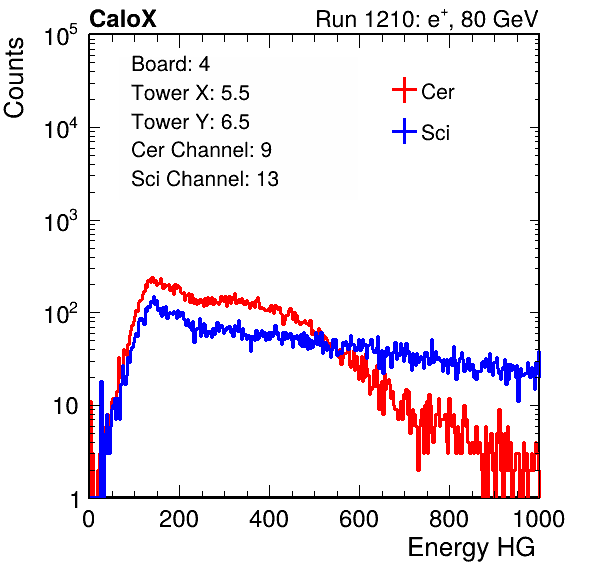 CaloX Run 1210: e⁺, 80 GeV
10⁵
Board: 4
Tower X: 5.5
Tower Y: 6.5
Cer Channel: 9
Sci Channel: 13
Cer
Sci
Counts
10⁴
10³
10²
10
1
0 200 400 600 800 1000
Energy HG